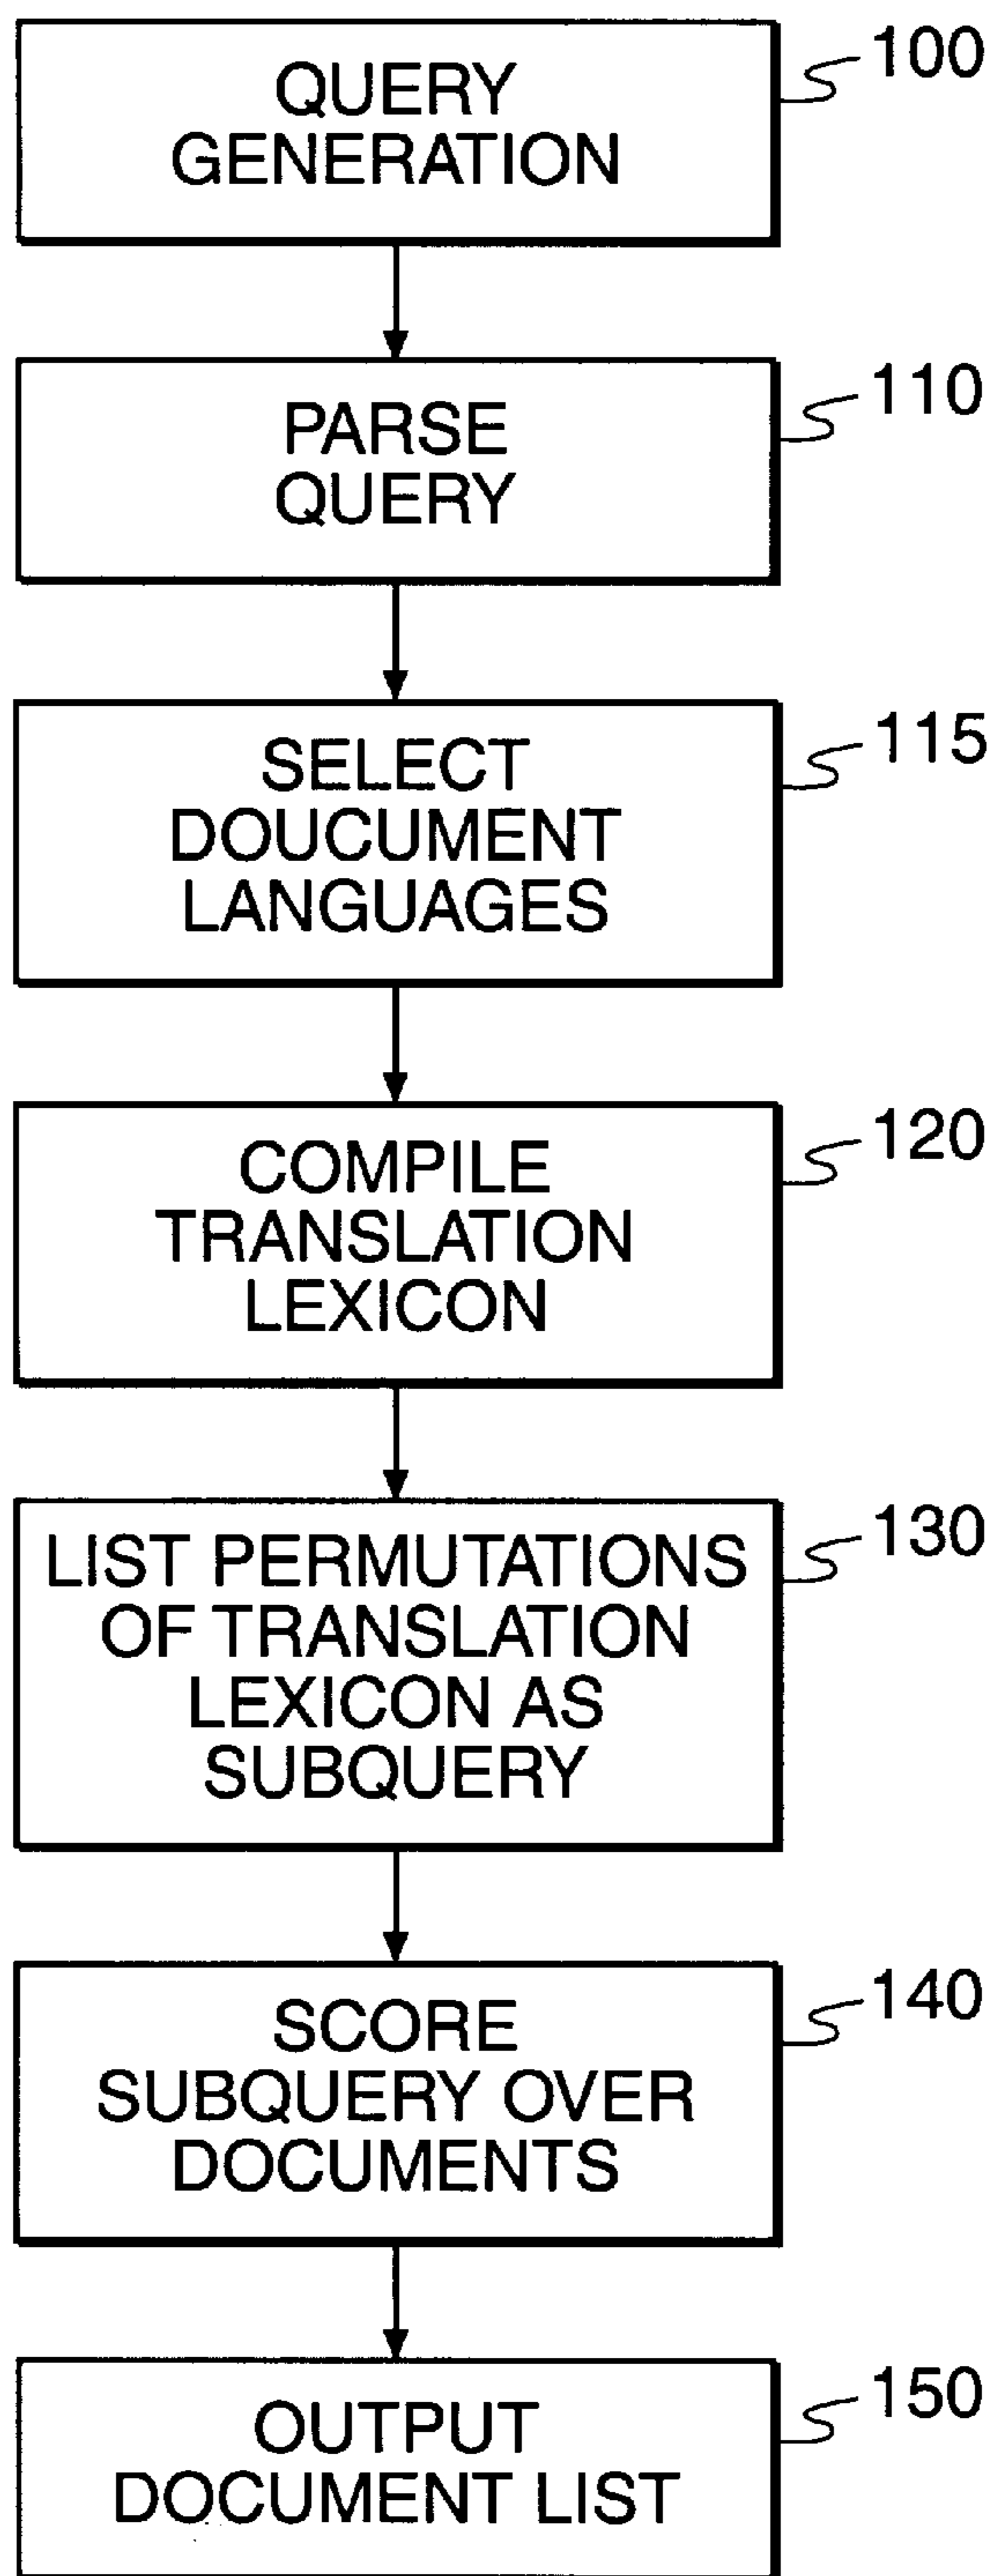 QUERY
GENERATION
100
PARSE
QUERY
110
SELECT
DOUCUMENT
LANGUAGES
115
COMPILE
TRANSLATION
LEXICON
120
LIST PERMUTATIONS
OF TRANSLATION
LEXICON AS
SUBQUERY
130
SCORE
SUBQUERY OVER
DOCUMENTS
140
OUTPUT
DOCUMENT LIST
150